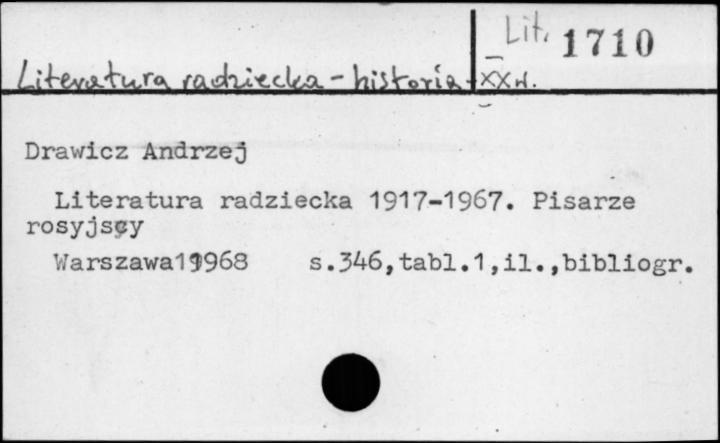 Lit. 1710
Literatura radziecka - historia - XX w.
Drawicz Andrzej
Literatura radziecka 1917-1967. Pisarze
rosyjscy
Warszawa 1968 s.346,tabl.1,il.,bibliogr.